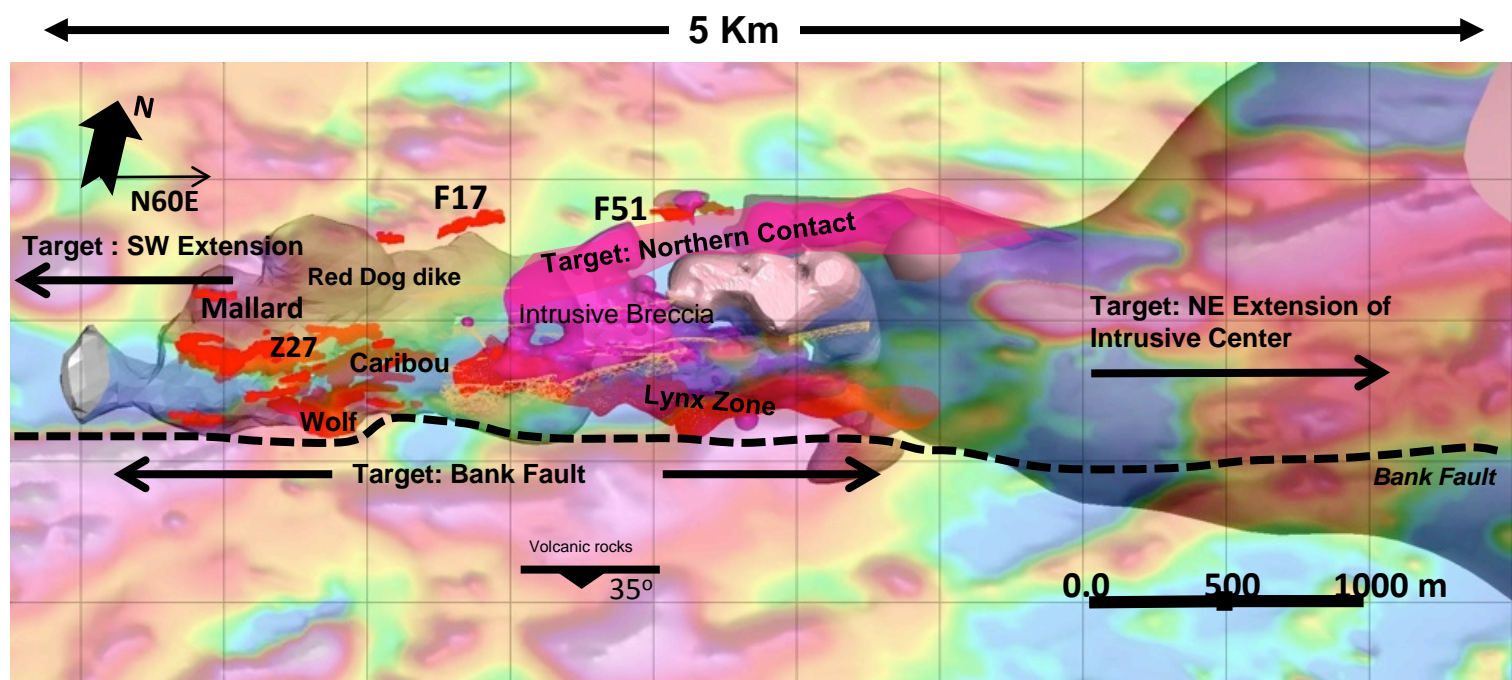 5 Km
N
N60E
F17
F51
Target : SW Extension
Target: Northern Contact
Red Dog dike
Mallard
Intrusive Breccia
Target: NE Extension of
Intrusive Center
Z27
Caribou
Lynx Zone
Wolf
Target: Bank Fault
Bank Fault
Volcanic rocks
35º
0.0 500 1000 m